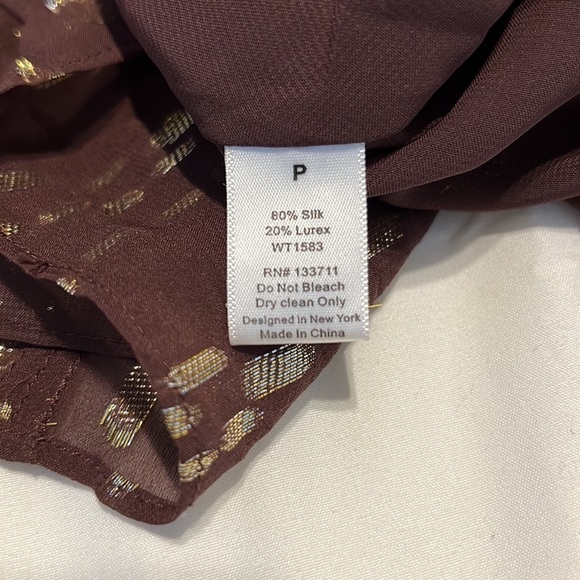 P
80% Silk
20% Lurex
WT1583
RN# 133711
Do Not Bleach
Dry clean Only
Designed in New York
Made In China